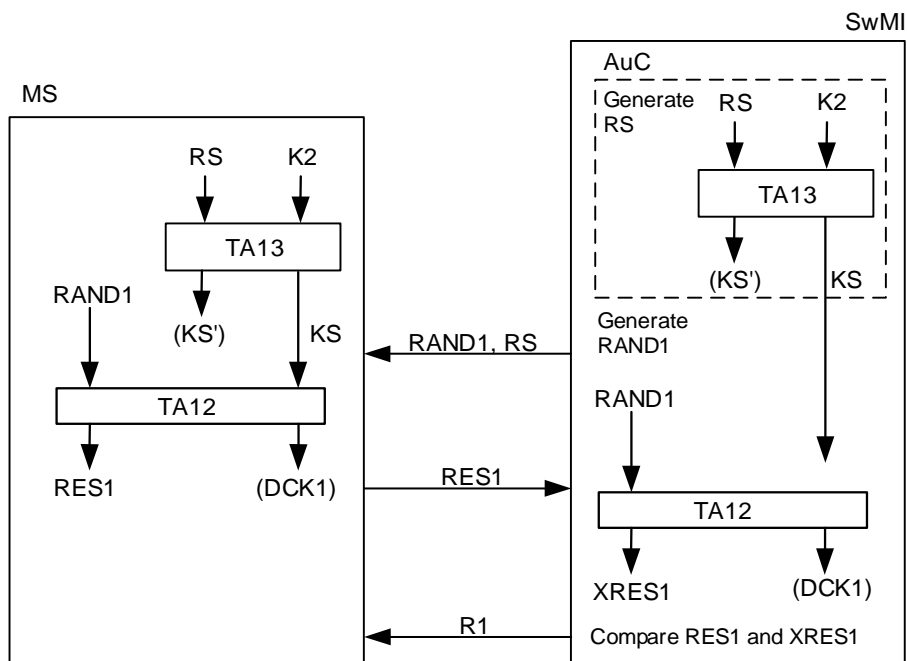 SwMI
MS
RS
K2
TA13
RAND1
(KS')
KS
TA12
RES1
(DCK1)
RAND1, RS
RES1
R1
AuC
Generate
RS
RS
K2
TA13
(KS')
KS
Generate
RAND1
RAND1
TA12
XRES1
(DCK1)
Compare RES1 and XRES1